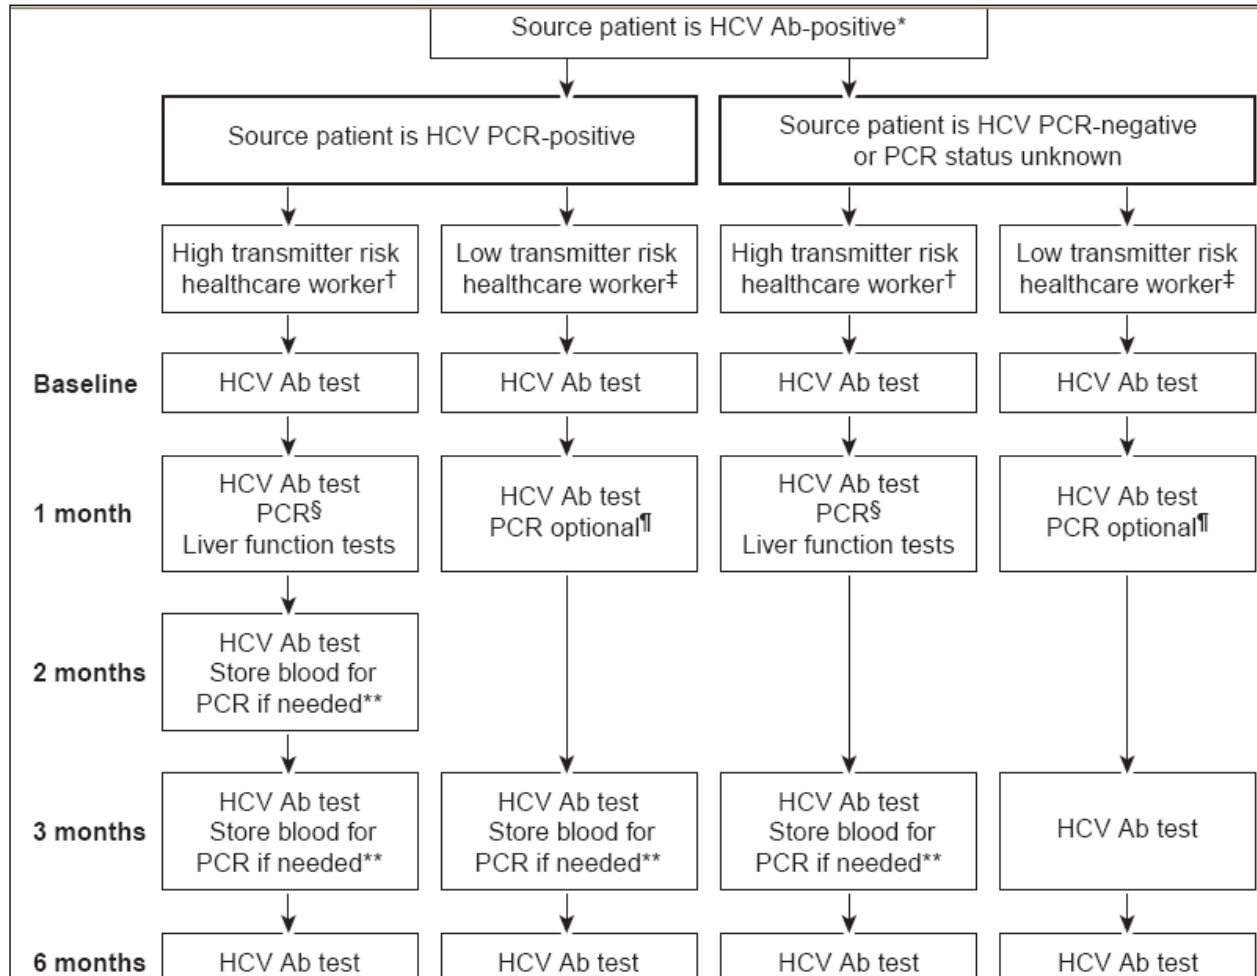 Source patient is HCV Ab-positive*
Source patient is HCV PCR-positive
Source patient is HCV PCR-negative
or PCR status unknown
High transmitter risk
healthcare worker†
Low transmitter risk
healthcare worker‡
High transmitter risk
healthcare worker†
Low transmitter risk
healthcare worker‡
Baseline
HCV Ab test
HCV Ab test
HCV Ab test
HCV Ab test
1 month
HCV Ab test
PCR§
Liver function tests
HCV Ab test
PCR optional¶
HCV Ab test
PCR§
Liver function tests
HCV Ab test
PCR optional¶
2 months
HCV Ab test
Store blood for
PCR if needed**
3 months
HCV Ab test
Store blood for
PCR if needed**
HCV Ab test
Store blood for
PCR if needed**
HCV Ab test
Store blood for
PCR if needed**
HCV Ab test
6 months
HCV Ab test
HCV Ab test
HCV Ab test
HCV Ab test